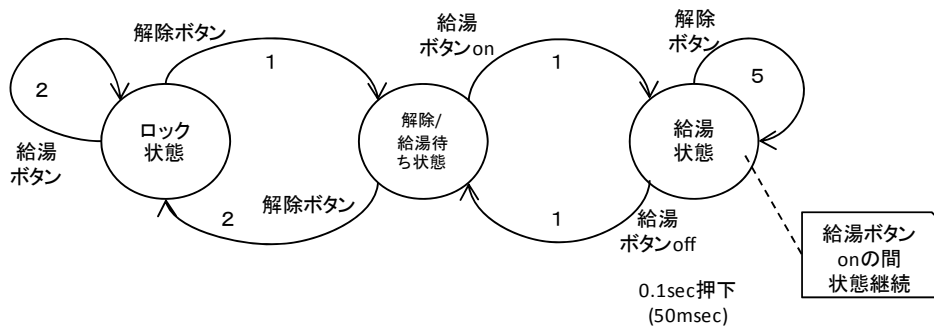 解除ボタン
1
給湯
ボタンon
1
解除
ボタン
5
2
ロック
状態
解除/
給湯待
ち状態
給湯
状態
給湯
ボタン
2
解除ボタン
1
給湯
ボタンoff
給湯ボタン
onの間
状態継続
0.1sec押下
(50msec)